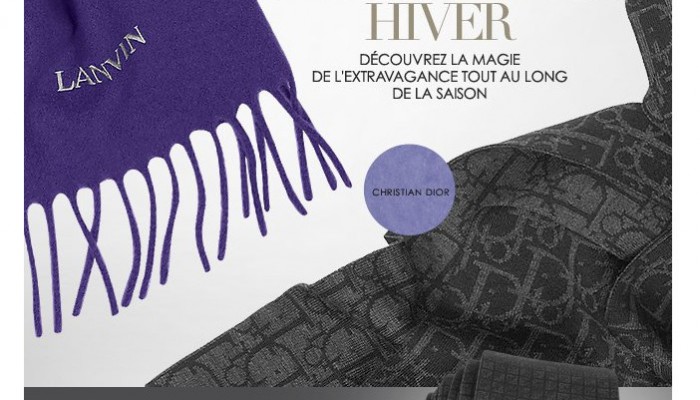 HIVER
DÉCOUVREZ LA MAGIE
DE L'EXTRAVAGANCE TOUT AU LONG
DE LA SAISON
LANVIN
CHRISTIAN DIOR